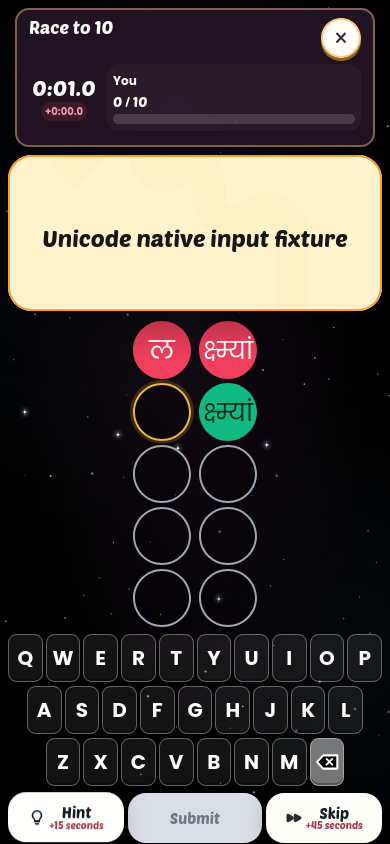 Race to 10
×
0:01.0
+0:00.0
You
0 / 10
Unicode native input fixture
ल क्ष्म्यां
क्ष्म्यां
Q W E R T Y U I O P
A S D F G H J K L
Z X C V B N M
Hint
+15 seconds
Submit
Skip
+45 seconds